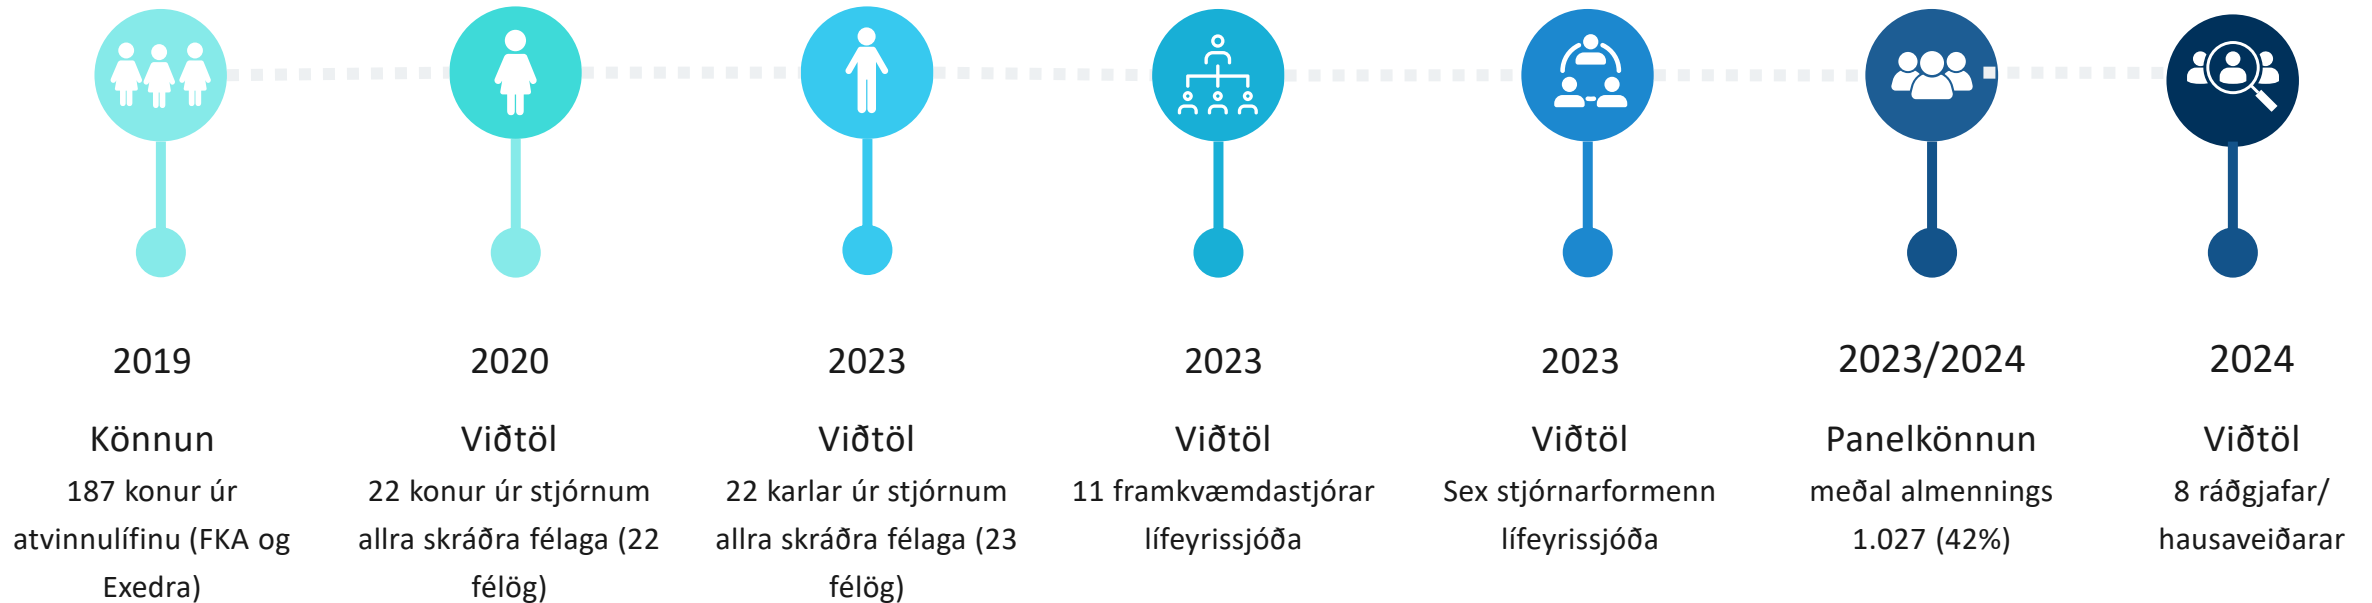 2019
Könnun
187 konur úr
atvinnulífinu (FKA og
Exedra)
2020
Viðtöl
22 konur úr stjórnum
allra skráðra félaga (22
félög)
2023
Viðtöl
22 karlar úr stjórnum
allra skráðra félaga (23
félög)
2023
Viðtöl
11 framkvæmdastjórar
lífeyrissjóða
2023
Viðtöl
Sex stjórnarformenn
lífeyrissjóða
2023/2024
Panelkönnun
meðal almennings
1.027 (42%)
2024
Viðtöl
8 ráðgjafar/
hausaveiðarar